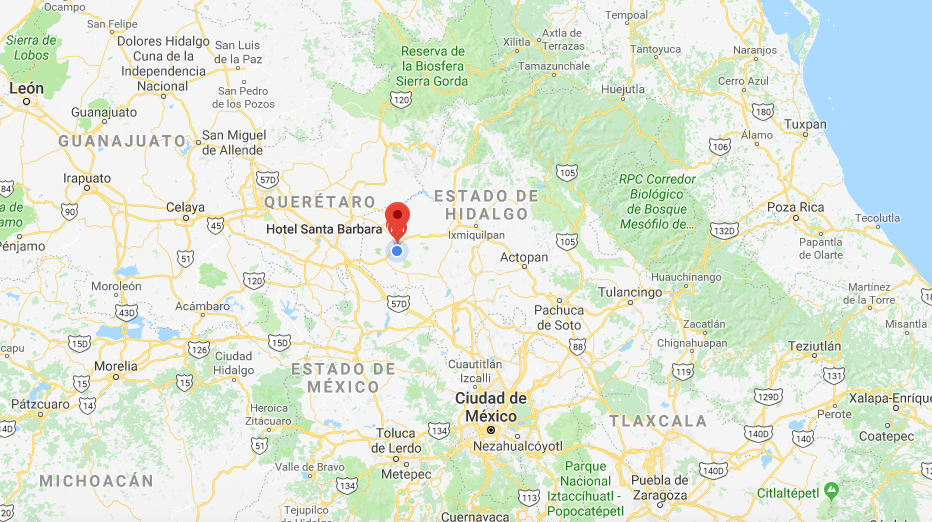 Ocampo
San Felipe
Sierra de
Lobos
Dolores Hidalgo
Cuna de la
Independencia
Nacional
San Luis
de la Paz
León
San Pedro
de los Pozos
Guanajuato
GUANAJUATO
San Miguel
de Allende
Irapuato
Celaya
57D
84
90
45
51
120
Pénjamo
Moroleón
43D
Acámbaro
15D
126
15D
Ciudad
Hidalgo
Morelia
15
15
14
Pátzcuaro
14D
Heroica
Zitácuaro
MICHOACÁN
20
Valle de Bravo
134
Tejupilco
de Hidalgo
Reserva de
la Biosfera
Sierra Gorda
120
Tempoal
Xilitla
Axtla de
Terrazas
Tamazunchale
Tantoyuca
Huejutla
Naranjos
Cerro Azul
180
Álamo
Tuxpan
106
105
QUERÉTARO
ESTADO DE
HIDALGO
Hotel Santa Barbara
Ixmiquilpan
Actopan
105
RPC Corredor
Biológico
de Bosque
Mesófilo de...
132D
Poza Rica
Tecolutla
Papantla
de Olarte
Huauchinango
Tulancingo
Martínez
de la Torre
Misantla
57D
Pachuca
de Soto
88
Zacatlán
Chignahuapan
Teziutlán
119
131
129D
Perote
Xalapa-Enríque
Coatepec
ESTADO DE
MÉXICO
Cuautitlán
Izcalli
Ciudad de
México
Nezahualcóyotl
134
Toluca
de Lerdo
Metepec
TLAXCALA
140D
140D
140D
Parque
Nacional
Iztaccíhuatl -
Popocatépetl
Puebla de
Zaragoza
Citlaltépetl
113
Cuernavaca